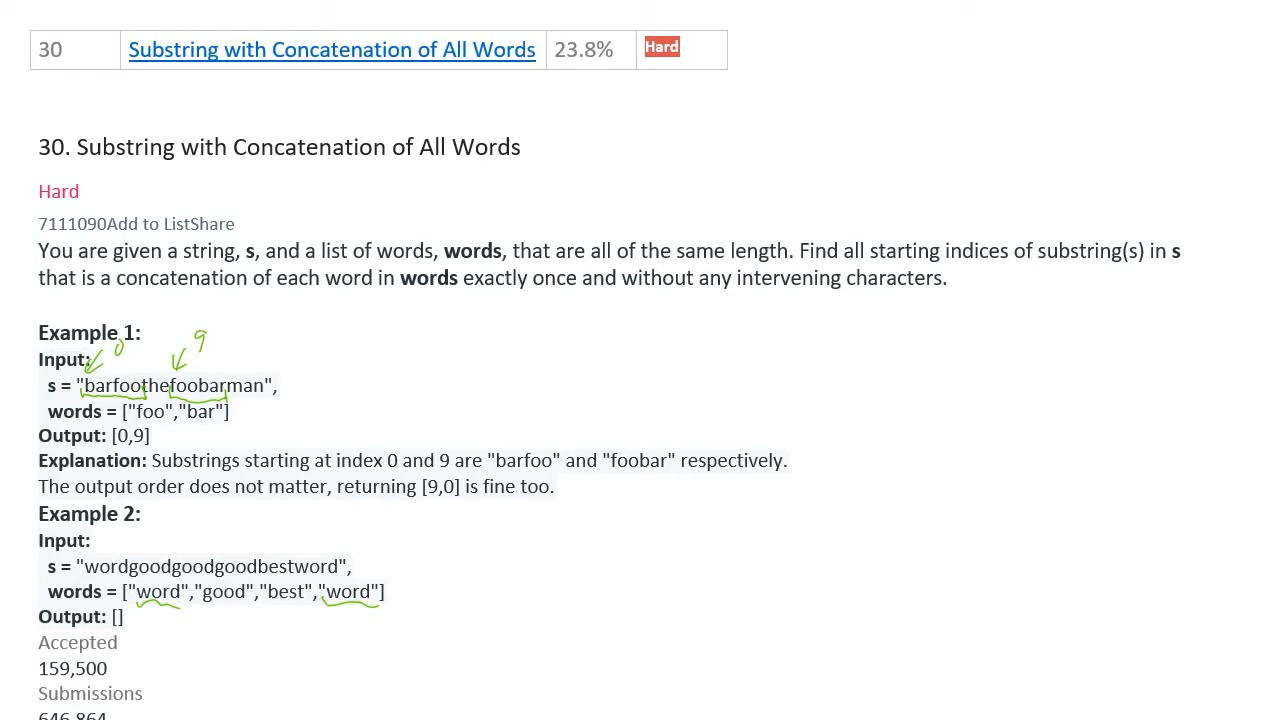 30 Substring with Concatenation of All Words 23.8% Hard
30. Substring with Concatenation of All Words
Hard
7111090Add to ListShare
You are given a string, s, and a list of words, words, that are all of the same length. Find all starting indices of substring(s) in s
that is a concatenation of each word in words exactly once and without any intervening characters.
Example 1:
0 9
Input:
s = "barfoothefoobarman",
words = ["foo","bar"]
Output: [0,9]
Explanation: Substrings starting at index 0 and 9 are "barfoo" and "foobar" respectively.
The output order does not matter, returning [9,0] is fine too.
Example 2:
Input:
s = "wordgoodgoodgoodbestword",
words = ["word","good","best","word"]
Output: []
Accepted
159,500
Submissions
646,864